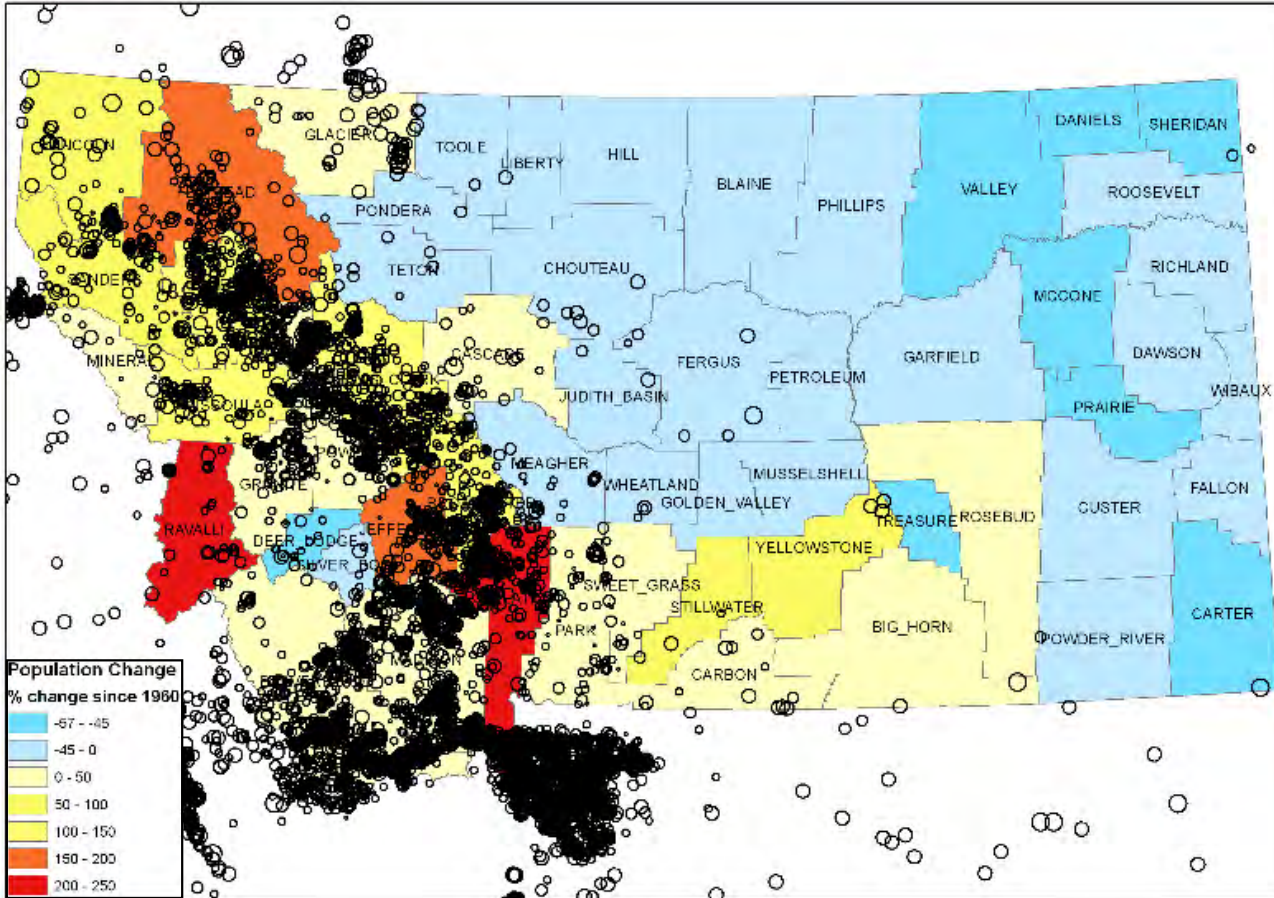 DANIELS
SHERIDAN
GLACIER
TOOLE
LIBERTY
HILL
BLAINE
VALLEY
ROOSEVELT
PHILLIPS
PONDERA
TETON
CHOUTEAU
RICHLAND
MCCONE
MINERAL
CASCADE
FERGUS
GARFIELD
DAWSON
PETROLEUM
JUDITH_BASIN
WIBAUX
PRAIRIE
MEAGHER
WHEATLAND
MUSSELSHELL
GOLDEN_VALLEY
GRANITE
FALLON
CUSTER
TREASURE
ROSEBUD
RAVALLI
YELLOWSTONE
SWEET_GRASS
STILLWATER
CARTER
PARK
BIG_HORN
POWDER_RIVER
CARBON
Population Change
% change since 1960
-67 - -45
-45 - 0
0 - 50
50 - 100
100 - 150
150 - 200
200 - 250